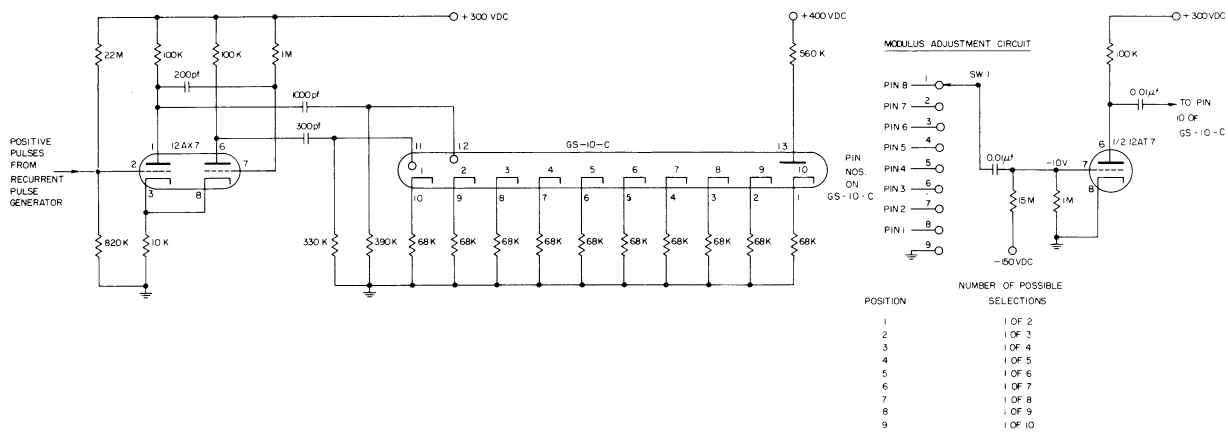 +300 VDC
22M
100K
100K
1M
200pf
1000pf
300pf
POSITIVE
PULSES
FROM
RECURRENT
PULSE
GENERATOR
1 12AX7 6
2 7
3 8
820K
10K
330K
390K
+400 VDC
560 K
11 12 GS-10-C 13
1 2 3 4 5 6 7 8 9 10
10 9 8 7 6 5 4 3 2 1
68K 68K 68K 68K 68K 68K 68K 68K 68K 68K
PIN
NOS.
ON
GS-10-C
MODULUS ADJUSTMENT CIRCUIT
PIN 8 1 SW 1
PIN 7 2
PIN 6 3
PIN 5 4
PIN 4 5
PIN 3 6
PIN 2 7
PIN 1 8
9
0.01μf
-10V
15M
1M
-150 VDC
+300 VDC
100K
0.01μf
TO PIN
10 OF
GS-10-C
6 1/2 12AT7
7
8
POSITION NUMBER OF POSSIBLE SELECTIONS
1 1 OF 2
2 1 OF 3
3 1 OF 4
4 1 OF 5
5 1 OF 6
6 1 OF 7
7 1 OF 8
8 1 OF 9
9 1 OF 10